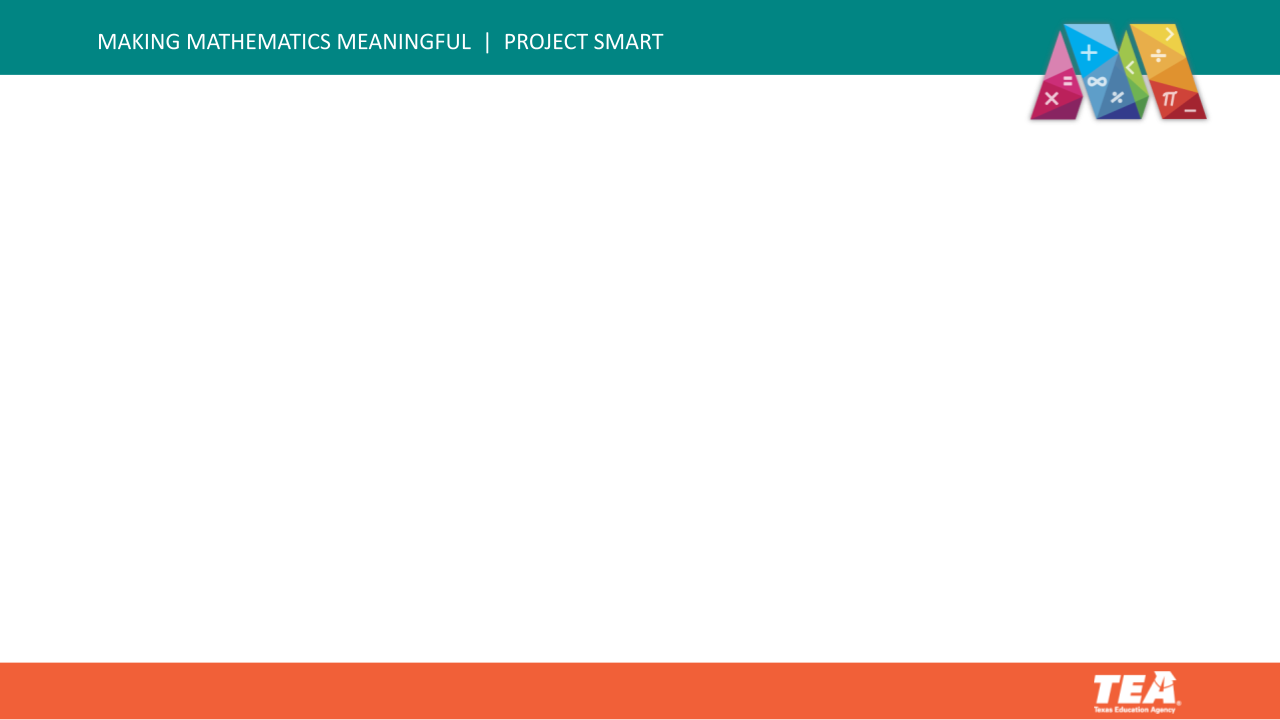 MAKING MATHEMATICS MEANINGFUL | PROJECT SMART
+ > ÷ < = ∞ × % π −
TEA®
Texas Education Agency